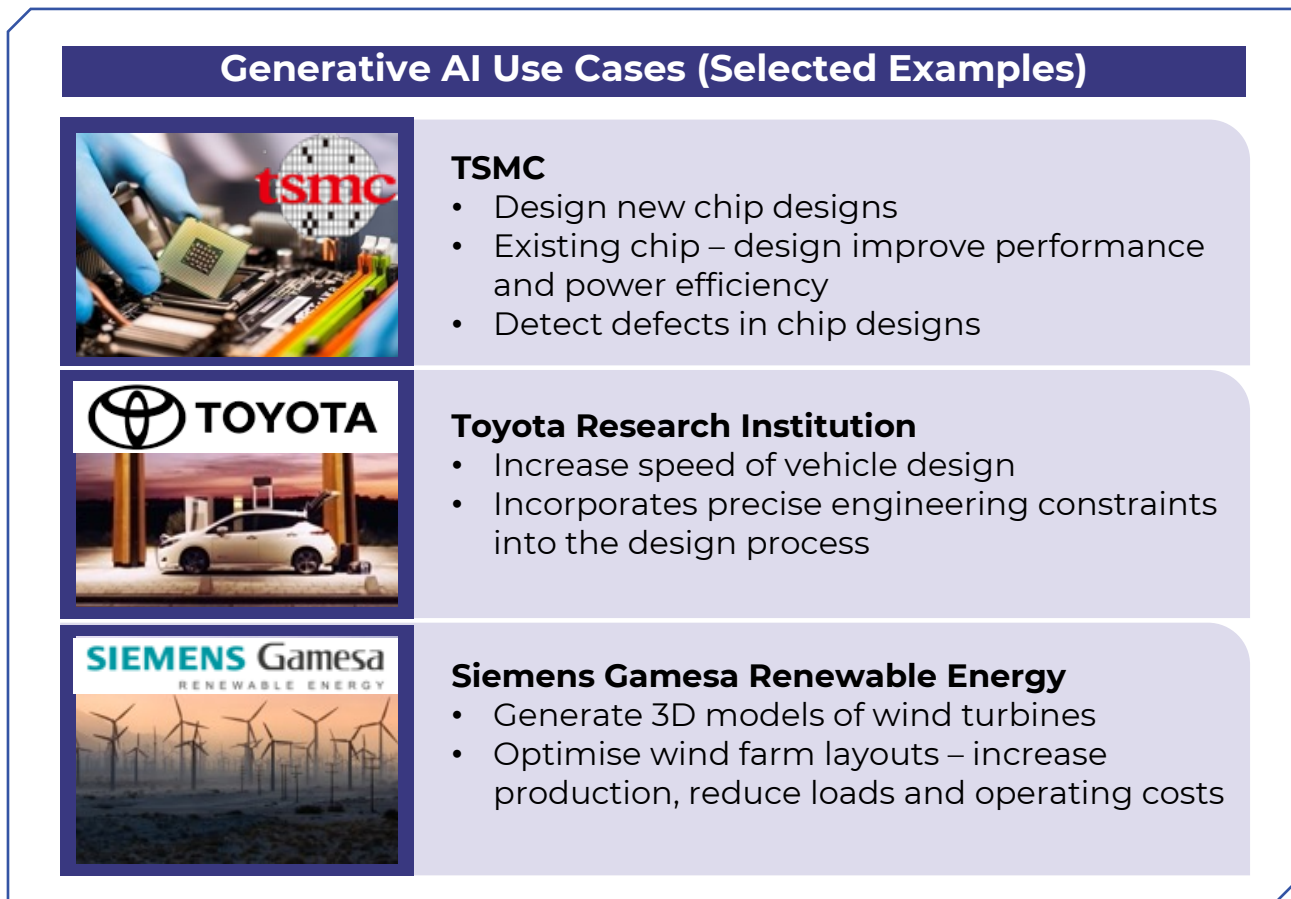 Generative AI Use Cases (Selected Examples)
tsmc
TSMC
• Design new chip designs
• Existing chip – design improve performance
and power efficiency
• Detect defects in chip designs
TOYOTA
Toyota Research Institution
• Increase speed of vehicle design
• Incorporates precise engineering constraints
into the design process
SIEMENS Gamesa
RENEWABLE ENERGY
Siemens Gamesa Renewable Energy
• Generate 3D models of wind turbines
• Optimise wind farm layouts – increase
production, reduce loads and operating costs